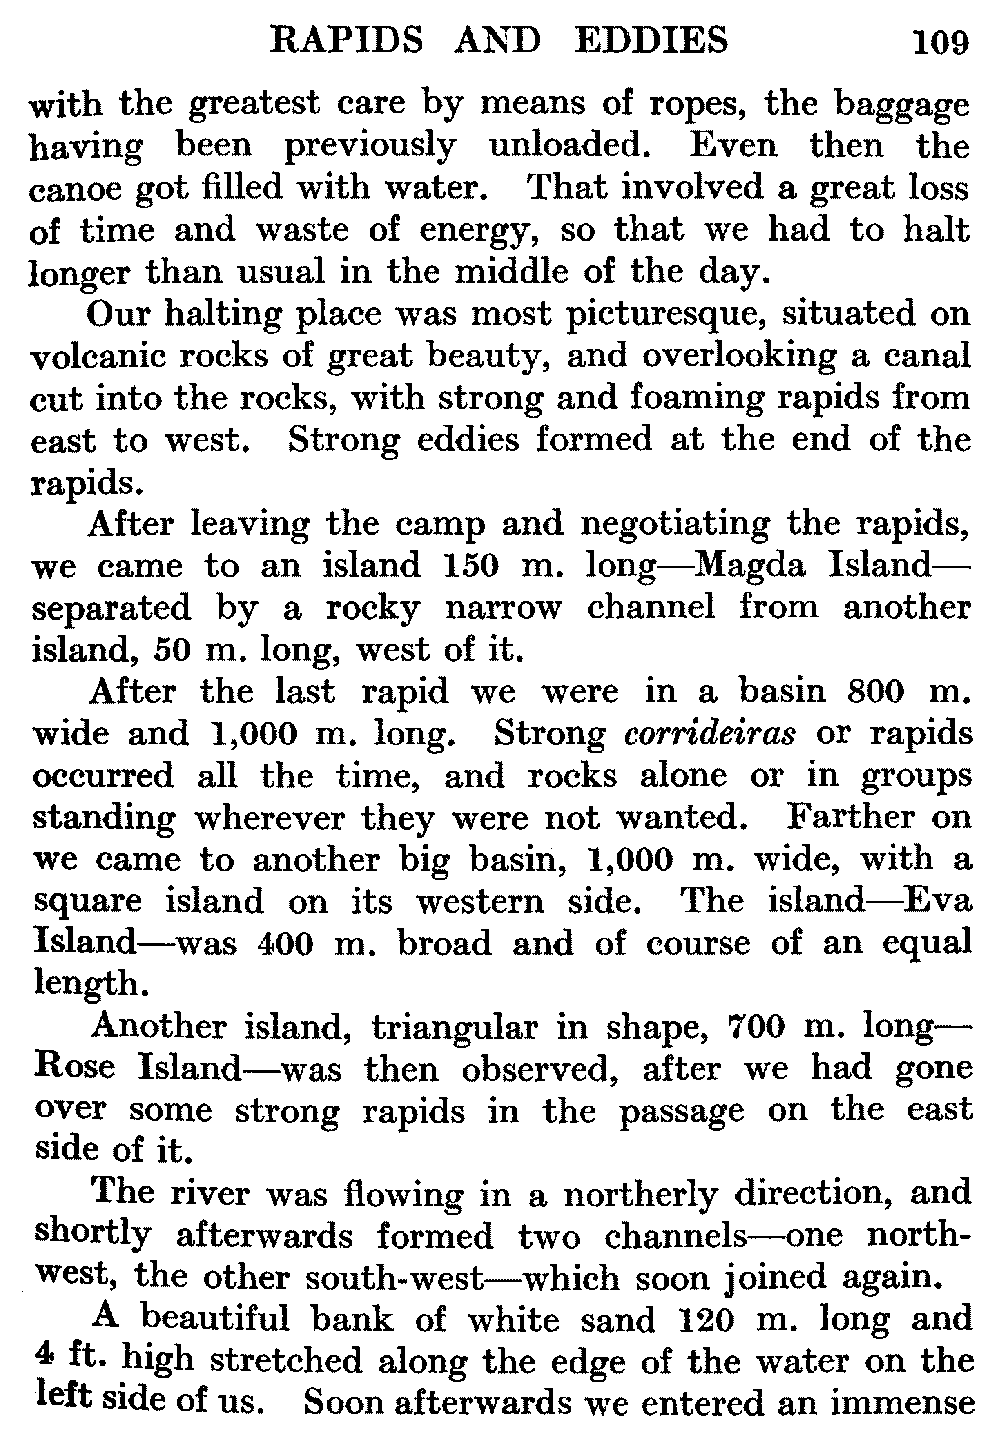 RAPIDS AND EDDIES 109
with the greatest care by means of ropes, the baggage
having been previously unloaded. Even then the
canoe got filled with water. That involved a great loss
of time and waste of energy, so that we had to halt
longer than usual in the middle of the day.
Our halting place was most picturesque, situated on
volcanic rocks of great beauty, and overlooking a canal
cut into the rocks, with strong and foaming rapids from
east to west. Strong eddies formed at the end of the
rapids.
After leaving the camp and negotiating the rapids,
we came to an island 150 m. long—Magda Island—
separated by a rocky narrow channel from another
island, 50 m. long, west of it.
After the last rapid we were in a basin 800 m.
wide and 1,000 m. long. Strong corrideiras or rapids
occurred all the time, and rocks alone or in groups
standing wherever they were not wanted. Farther on
we came to another big basin, 1,000 m. wide, with a
square island on its western side. The island—Eva
Island—was 400 m. broad and of course of an equal
length.
Another island, triangular in shape, 700 m. long—
Rose Island—was then observed, after we had gone
over some strong rapids in the passage on the east
side of it.
The river was flowing in a northerly direction, and
shortly afterwards formed two channels—one north-
west, the other south-west—which soon joined again.
A beautiful bank of white sand 120 m. long and
4 ft. high stretched along the edge of the water on the
left side of us. Soon afterwards we entered an immense